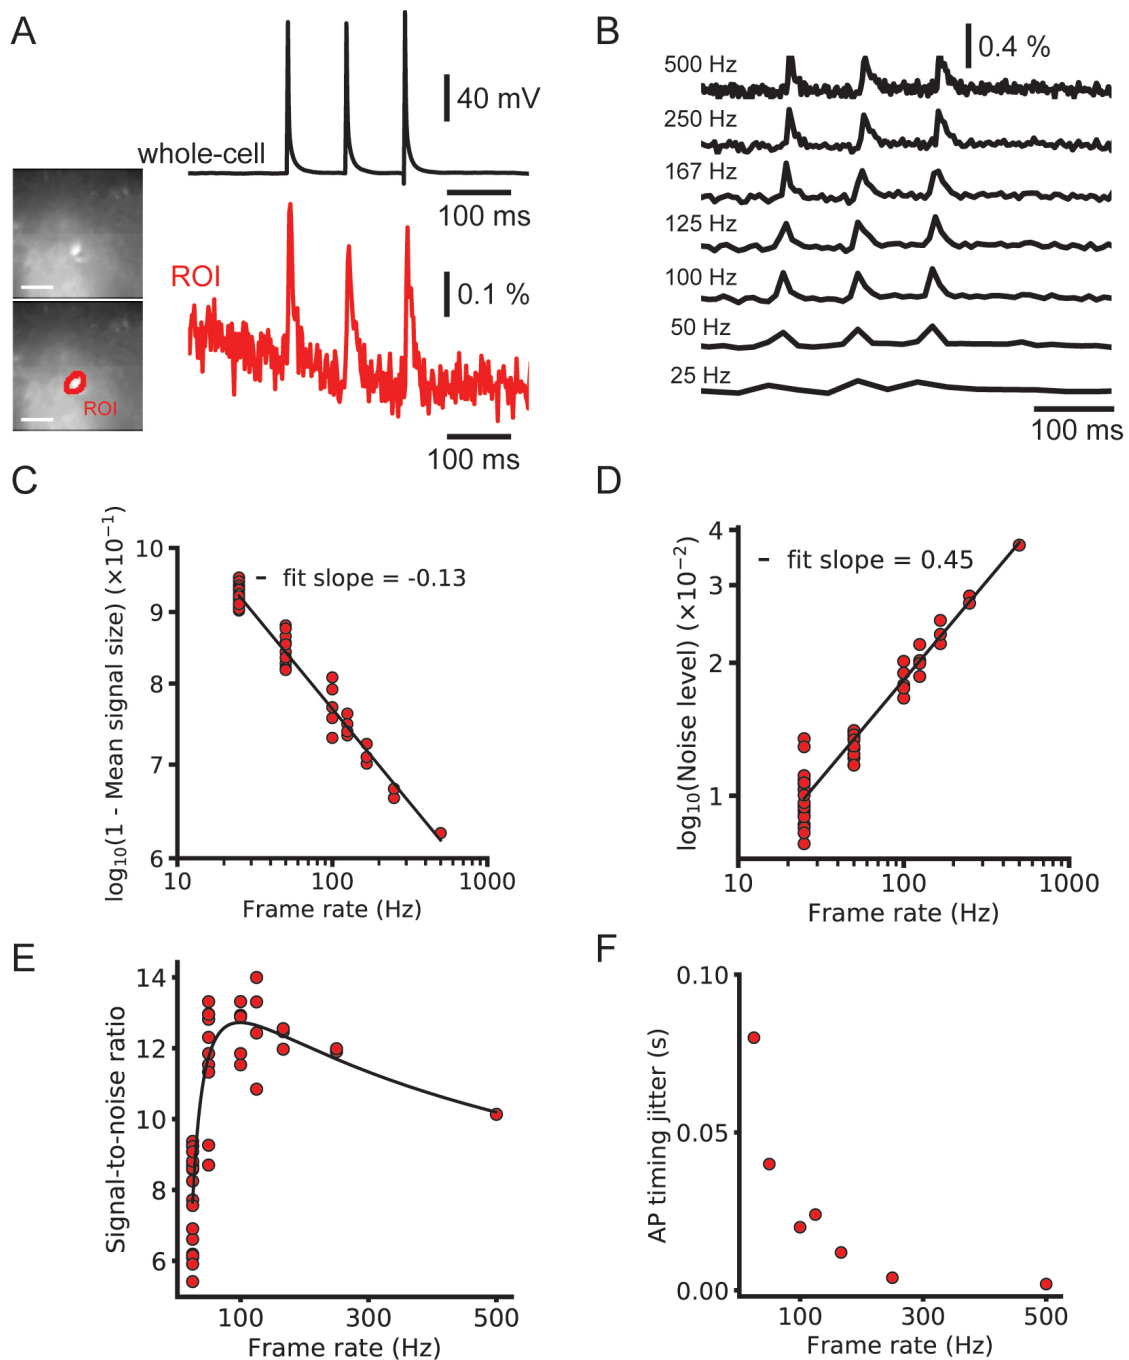 A
40 mV
whole-cell
100 ms
ROI
0.1 %
ROI
100 ms
B
0.4 %
500 Hz
250 Hz
167 Hz
125 Hz
100 Hz
50 Hz
25 Hz
100 ms
C
log₁₀(1 - Mean signal size) (×10⁻¹)
10
9
8
7
6
fit slope = -0.13
10
100
1000
Frame rate (Hz)
D
log₁₀(Noise level) (×10⁻²)
4
3
2
1
fit slope = 0.45
10
100
1000
Frame rate (Hz)
E
Signal-to-noise ratio
14
12
10
8
6
100
300
500
Frame rate (Hz)
F
AP timing jitter (s)
0.10
0.05
0.00
100
300
500
Frame rate (Hz)